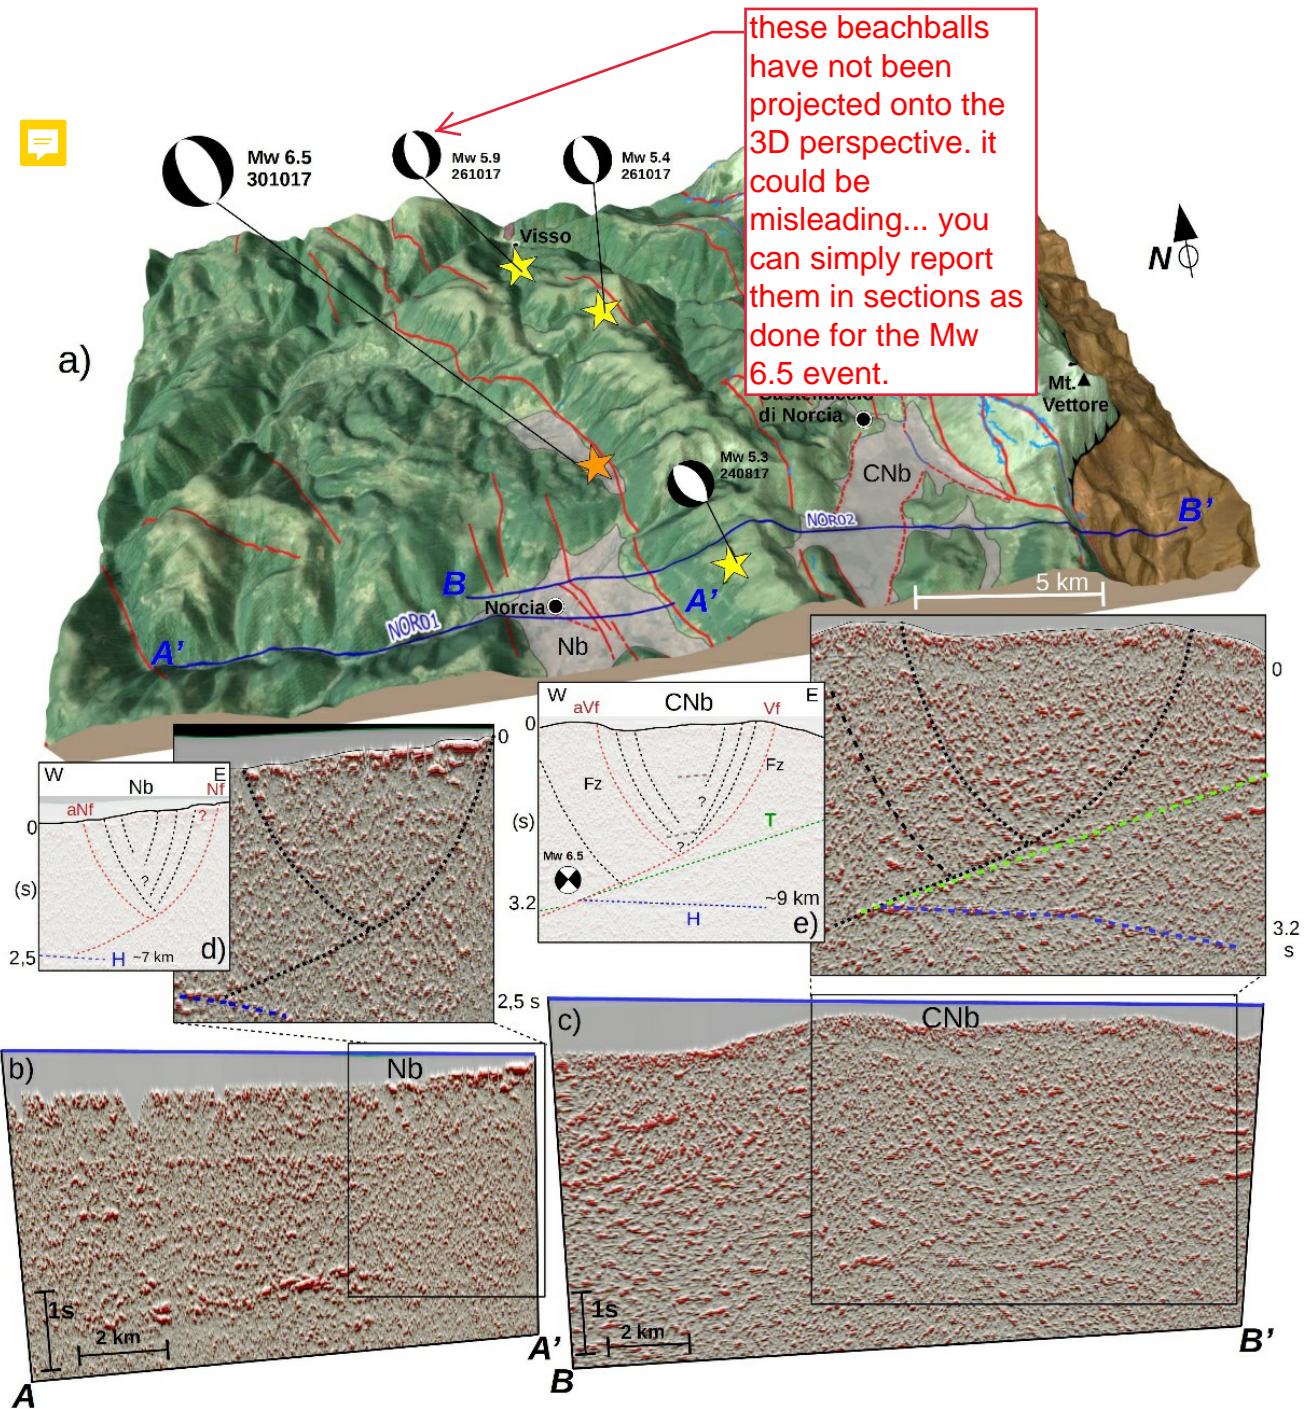 these beachballs
have not been
projected onto the
3D perspective. it
could be
misleading... you
can simply report
them in sections as
done for the Mw
6.5 event.
Mw 6.5
301017
Mw 5.9
261017
Mw 5.4
261017
Visso
N
a)
Mt.
Vettore
Castelluccio
di Norcia
Mw 5.3
240817
CNb
NOR02
B'
B
5 km
Norcia
A'
NOR01
Nb
A'
W
E
CNb
aVf
Vf
0
Fz
Fz
?
(s)
T
?
Mw 6.5
3.2
~9 km
H
e)
0
3.2
s
W
E
Nb
Nf
aNf
?
0
?
(s)
2,5
H
~7 km
d)
0
2,5 s
b)
Nb
1s
2 km
A
A'
c)
CNb
1s
2 km
B
B'